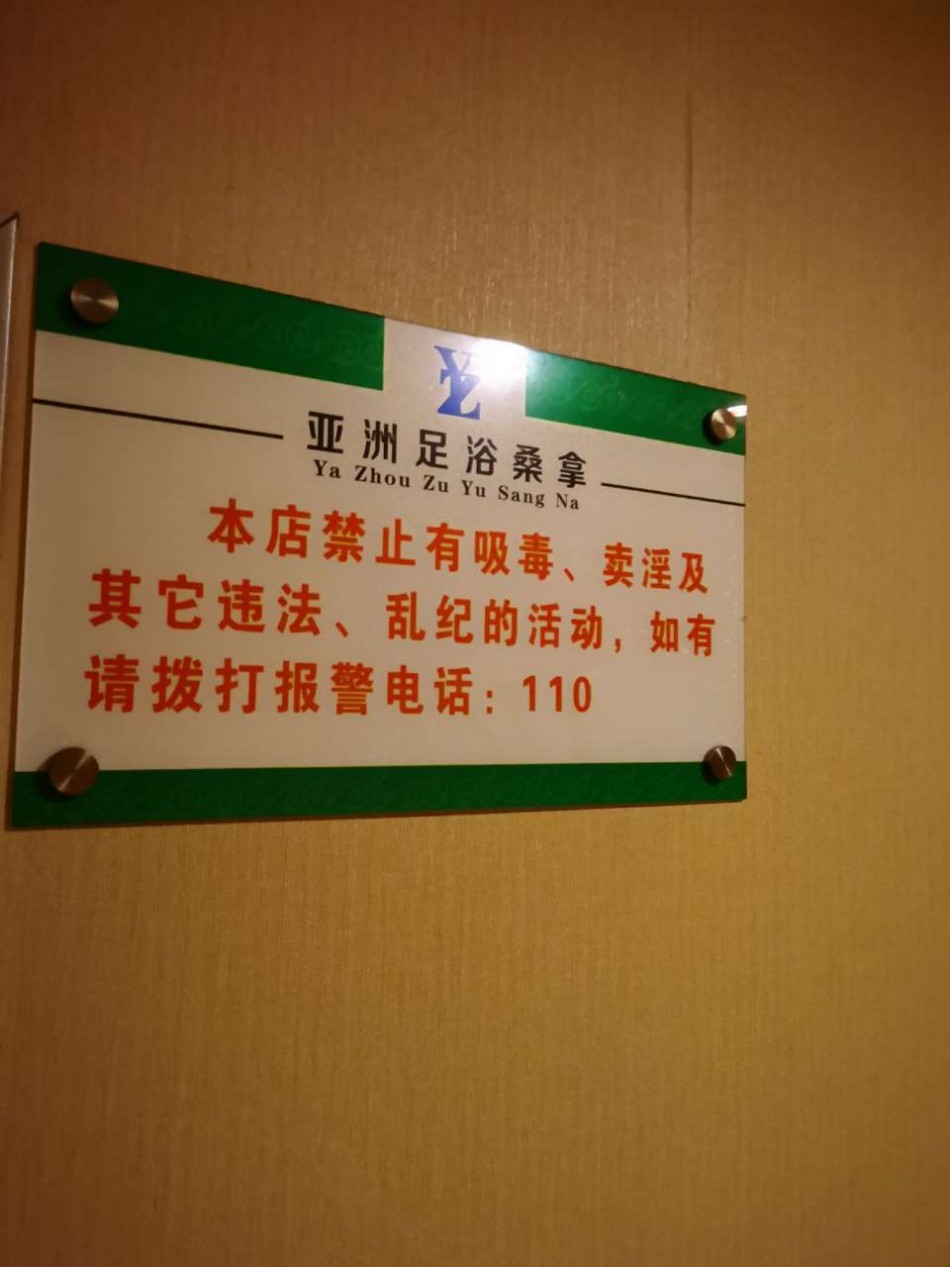 YZ
亚洲足浴桑拿
Ya Zhou Zu Yu Sang Na
本店禁止有吸毒、卖淫及
其它违法、乱纪的活动，如有
请拨打报警电话：110